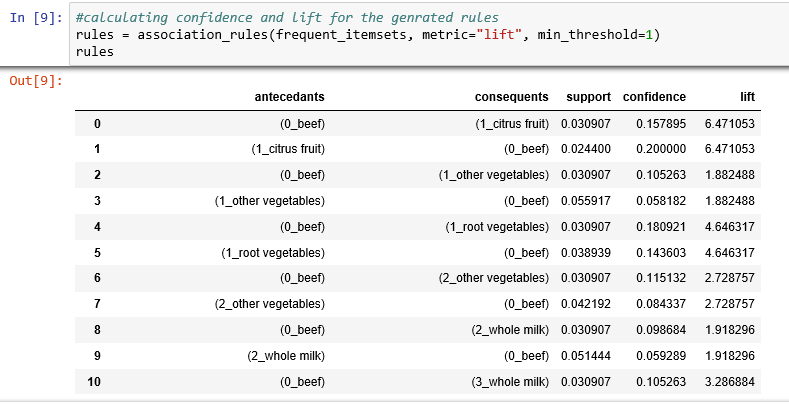 In [9]: #calculating confidence and lift for the genrated rules
rules = association_rules(frequent_itemsets, metric="lift", min_threshold=1)
rules
Out[9]:
antecedants consequents support confidence lift
0 (0_beef) (1_citrus fruit) 0.030907 0.157895 6.471053
1 (1_citrus fruit) (0_beef) 0.024400 0.200000 6.471053
2 (0_beef) (1_other vegetables) 0.030907 0.105263 1.882488
3 (1_other vegetables) (0_beef) 0.055917 0.058182 1.882488
4 (0_beef) (1_root vegetables) 0.030907 0.180921 4.646317
5 (1_root vegetables) (0_beef) 0.038939 0.143603 4.646317
6 (0_beef) (2_other vegetables) 0.030907 0.115132 2.728757
7 (2_other vegetables) (0_beef) 0.042192 0.084337 2.728757
8 (0_beef) (2_whole milk) 0.030907 0.098684 1.918296
9 (2_whole milk) (0_beef) 0.051444 0.059289 1.918296
10 (0_beef) (3_whole milk) 0.030907 0.105263 3.286884